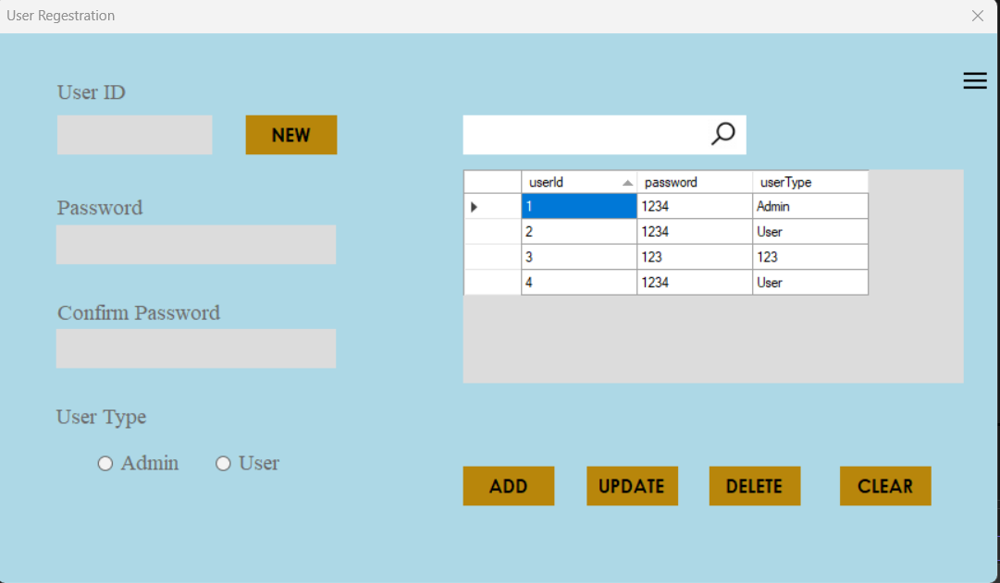 User Regestration
User ID
NEW
Password
Confirm Password
User Type
Admin User
userId password userType
1 1234 Admin
2 1234 User
3 123 123
4 1234 User
ADD UPDATE DELETE CLEAR